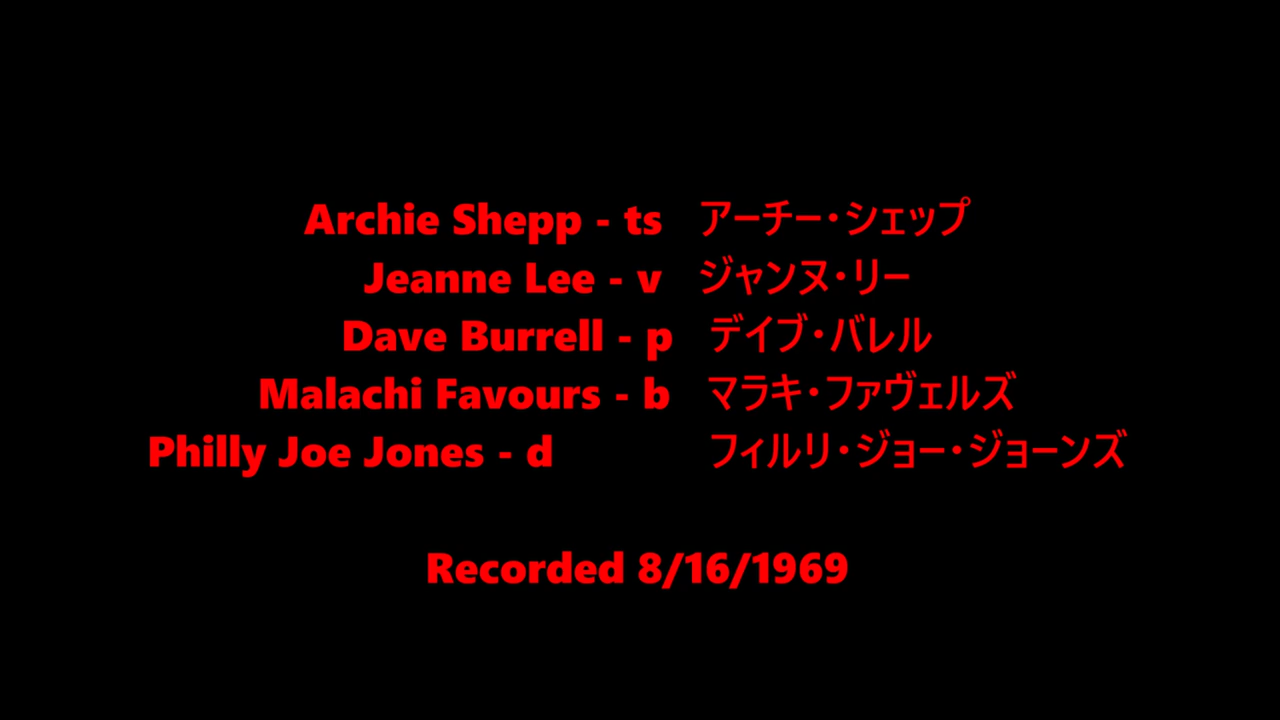 Archie Shepp - ts アーチー・シェップ
Jeanne Lee - v ジャンヌ・リー
Dave Burrell - p デイブ・バレル
Malachi Favours - b マラキ・ファヴェルズ
Philly Joe Jones - d フィルリ・ジョー・ジョーンズ
Recorded 8/16/1969